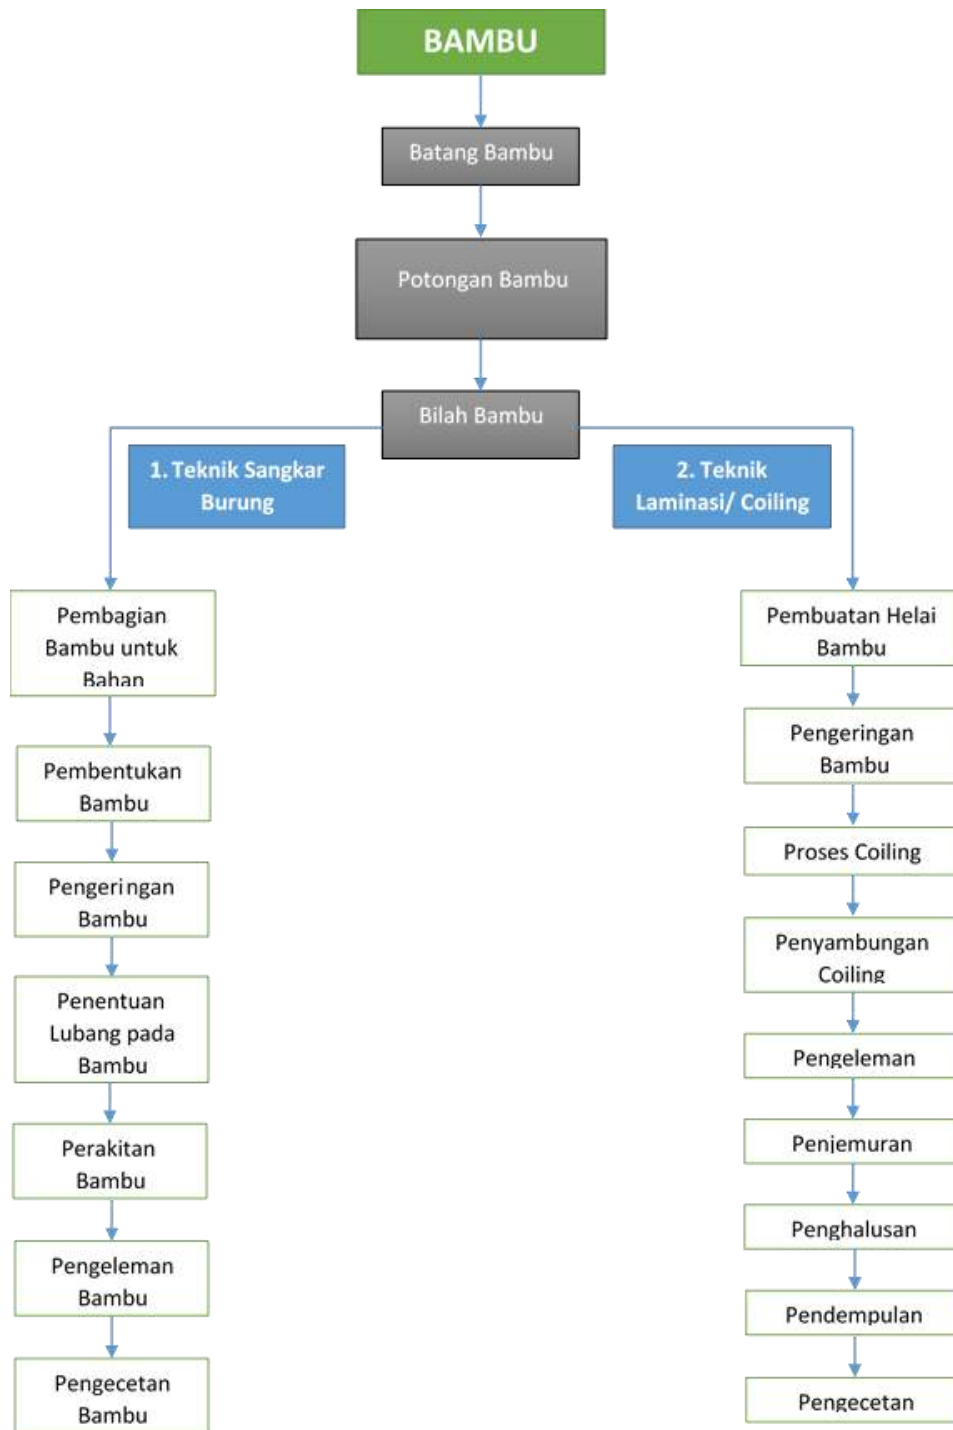 BAMBU
Batang Bambu
Potongan Bambu
Bilah Bambu
1. Teknik Sangkar
Burung
2. Teknik
Laminasi/ Coiling
Pembagian
Bambu untuk
Bahan
Pembentukan
Bambu
Pengeringan
Bambu
Penentuan
Lubang pada
Bambu
Perakitan
Bambu
Pengeleman
Bambu
Pengecetan
Bambu
Pembuatan Helai
Bambu
Pengeringan
Bambu
Proses Coiling
Penyambungan
Coiling
Pengeleman
Penjemuran
Penghalusan
Pendempulan
Pengecetan